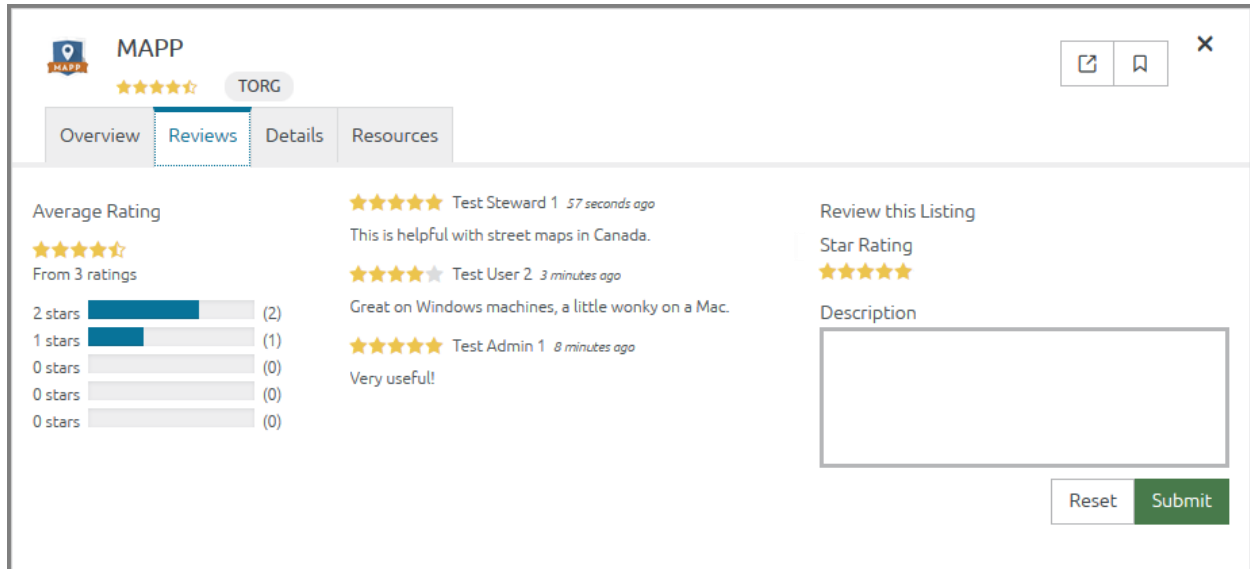 MAPP
MAPP
TORG
Overview
Reviews
Details
Resources
Average Rating
From 3 ratings
2 stars (2)
1 stars (1)
0 stars (0)
0 stars (0)
0 stars (0)
Test Steward 1 57 seconds ago
This is helpful with street maps in Canada.
Test User 2 3 minutes ago
Great on Windows machines, a little wonky on a Mac.
Test Admin 1 8 minutes ago
Very useful!
Review this Listing
Star Rating
Description
Reset
Submit